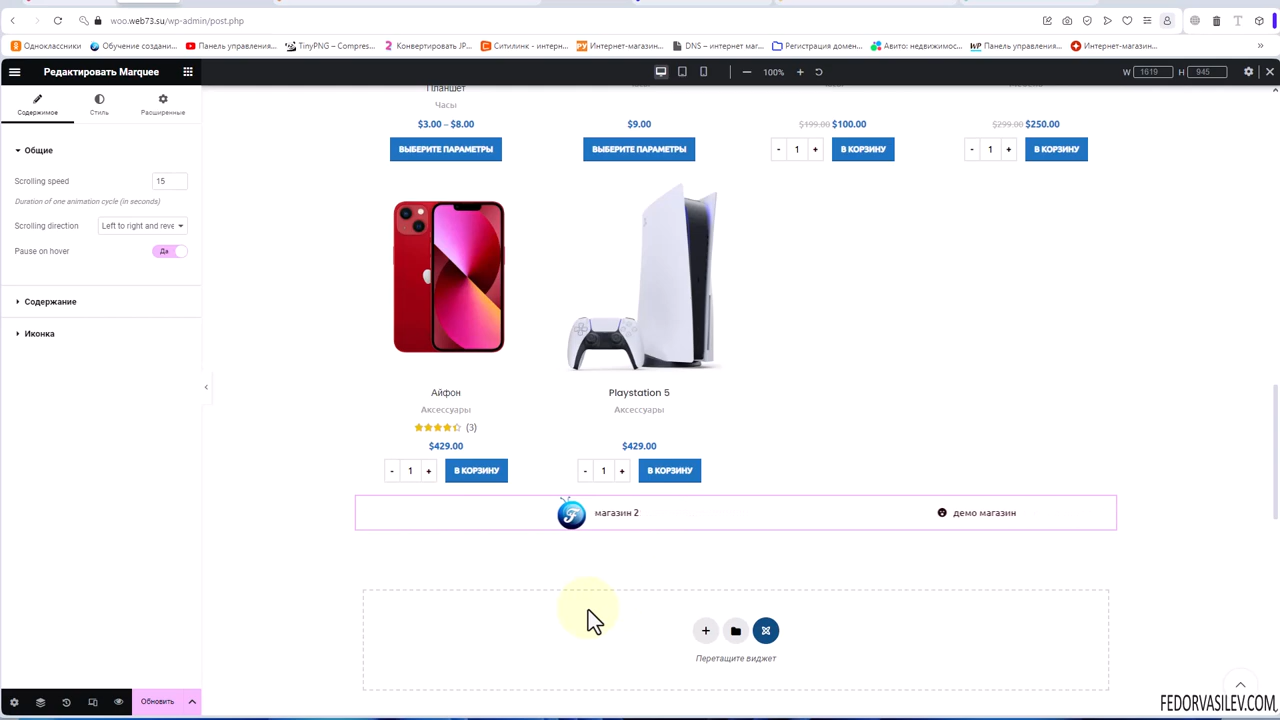 woo.web73.su/wp-admin/post.php
Одноклассники
Обучение создани...
Панель управления...
TinyPNG – Compres...
Конвертировать JP...
Ситилинк - интерн...
Интернет-магазин...
DNS – интернет маг...
Регистрация домен...
Авито: недвижимос...
Панель управления...
Интернет-магазин...
Редактировать Marquee
100%
W 1619 H 945
Содержимое
Стиль
Расширенные
Общие
Scrolling speed 15
Duration of one animation cycle (in seconds)
Scrolling direction Left to right and reve
Pause on hover Да
Содержание
Иконка
Обновить
Планшет
Часы
$3.00 – $8.00 $9.00 $199.00 $100.00 $299.00 $250.00
ВЫБЕРИТЕ ПАРАМЕТРЫ ВЫБЕРИТЕ ПАРАМЕТРЫ - 1 + В КОРЗИНУ - 1 + В КОРЗИНУ
Айфон Playstation 5
Аксессуары Аксессуары
(3)
$429.00 $429.00
- 1 + В КОРЗИНУ - 1 + В КОРЗИНУ
магазин 2 демо магазин
Перетащите виджет
FEDORVASILEV.COM